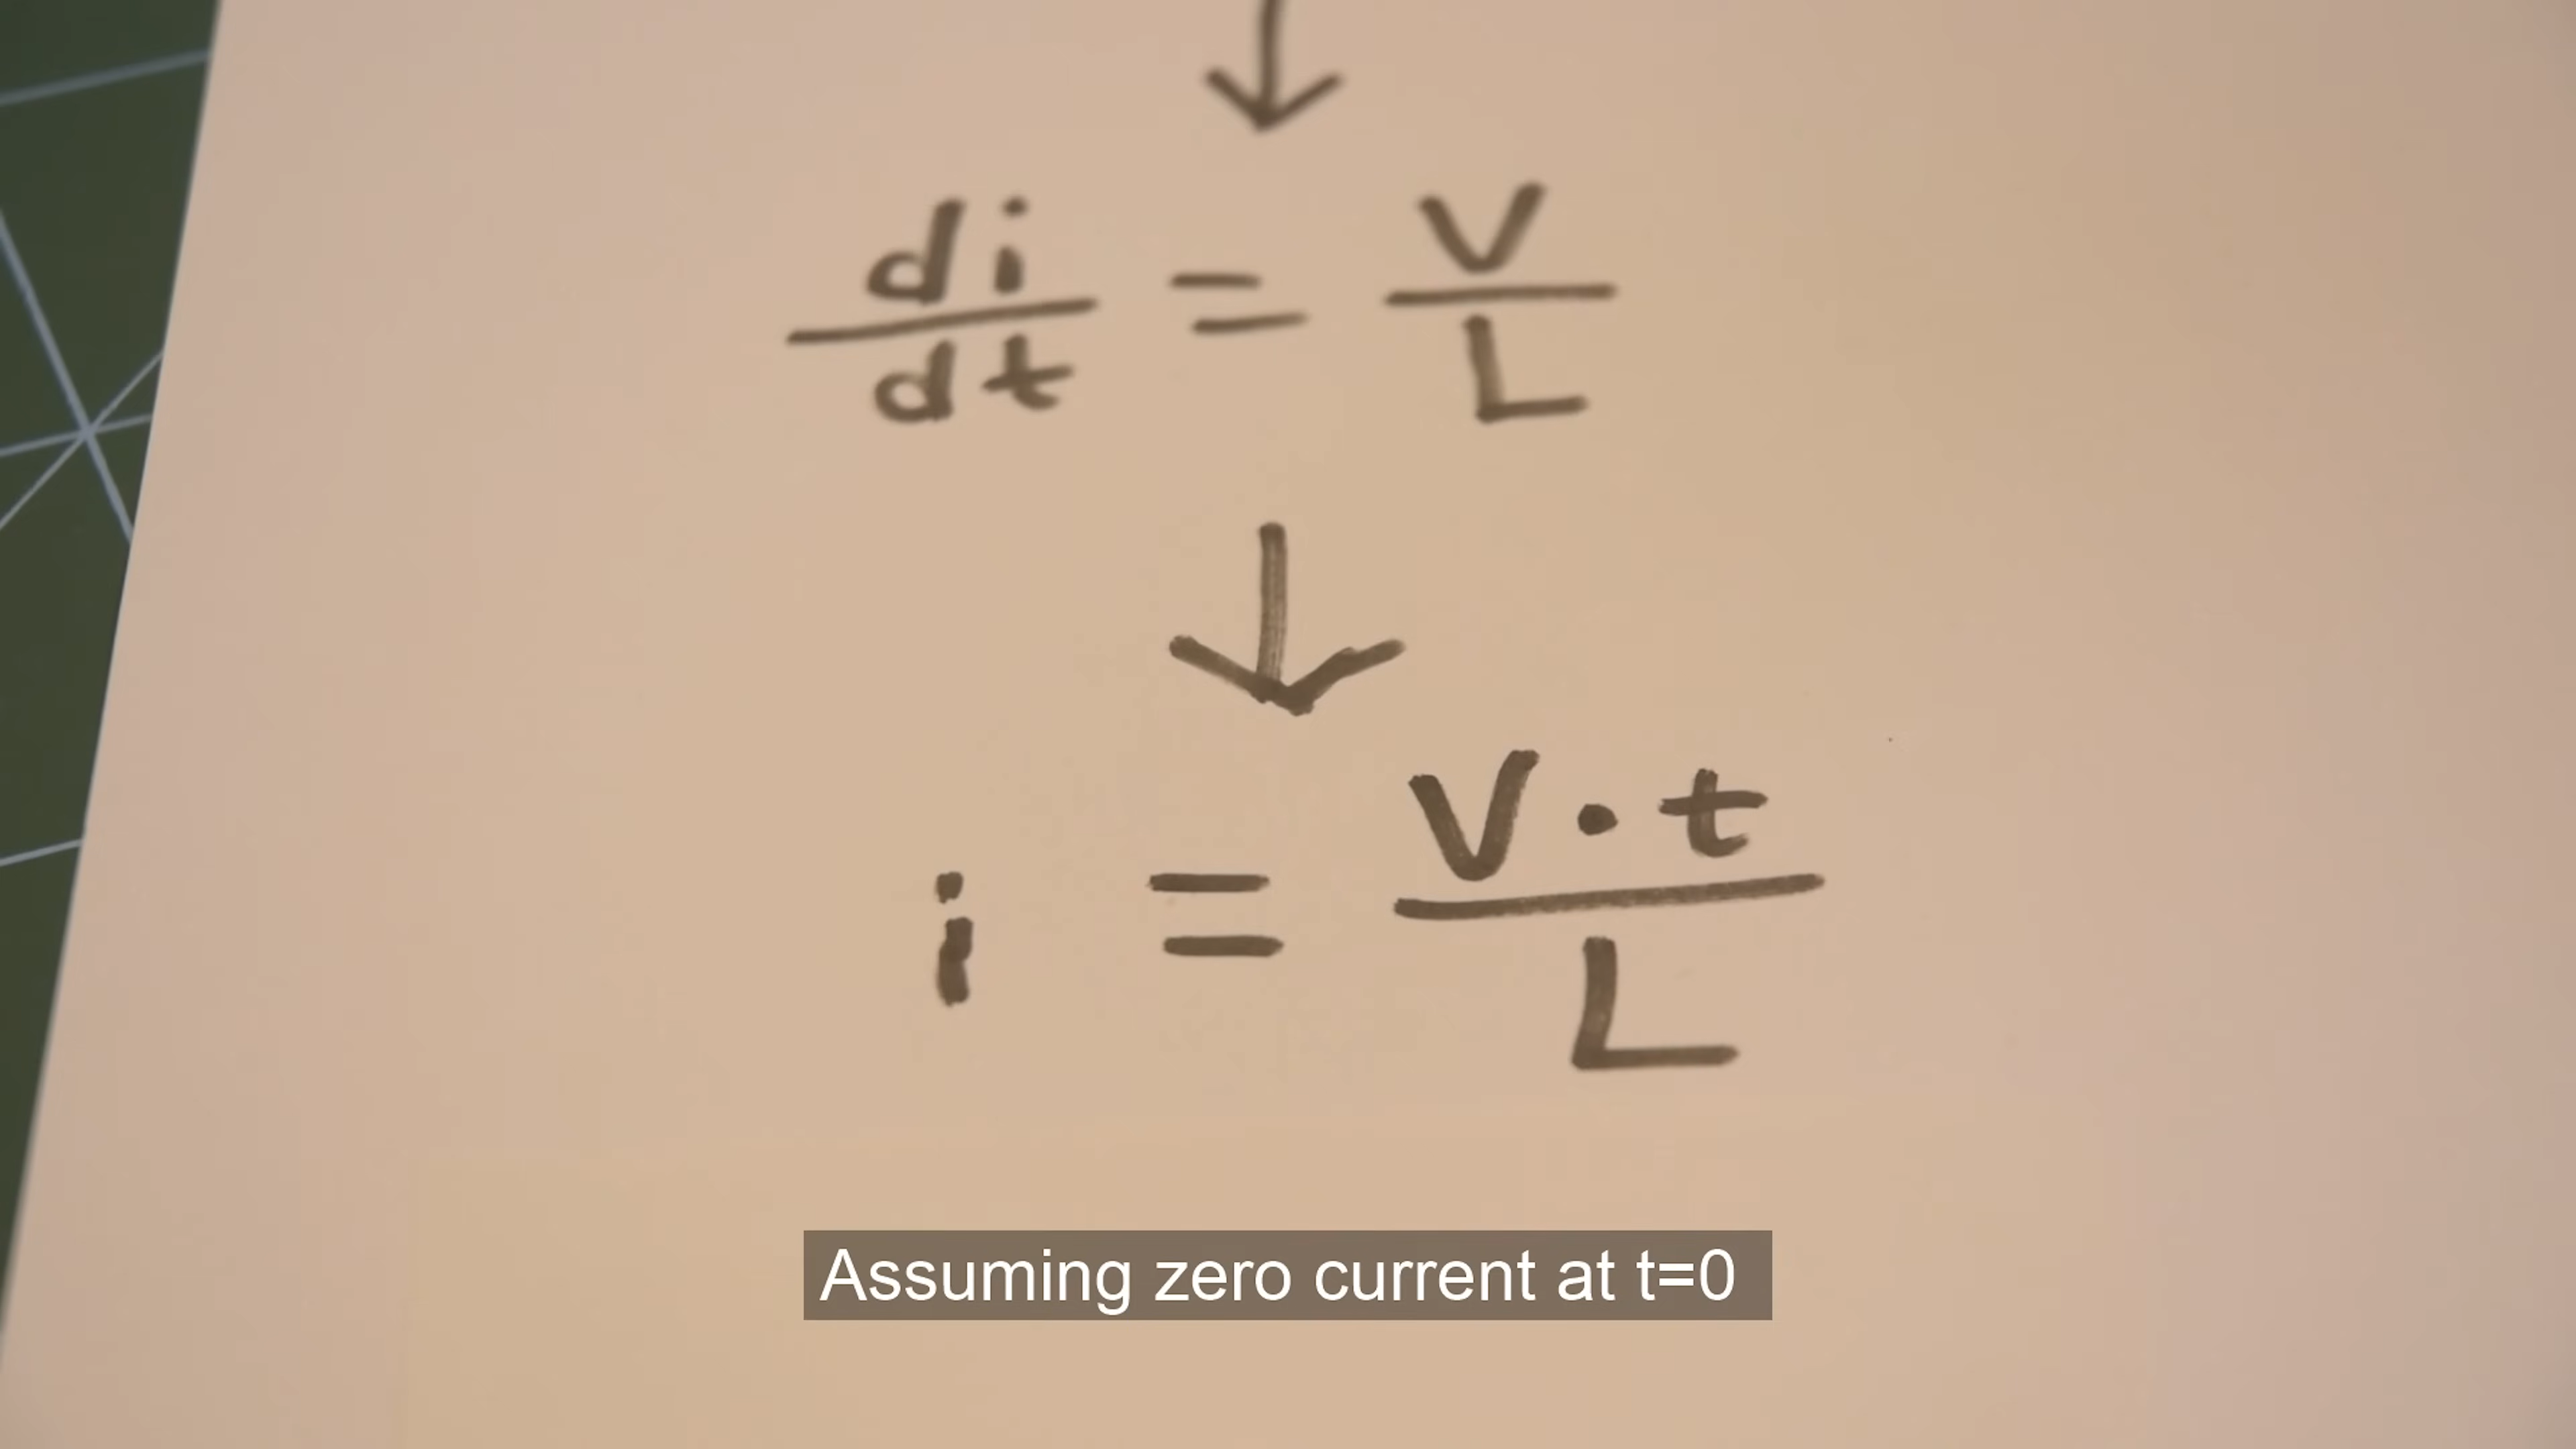 ↓
di/dt = V/L
↓
i = V·t/L
Assuming zero current at t=0